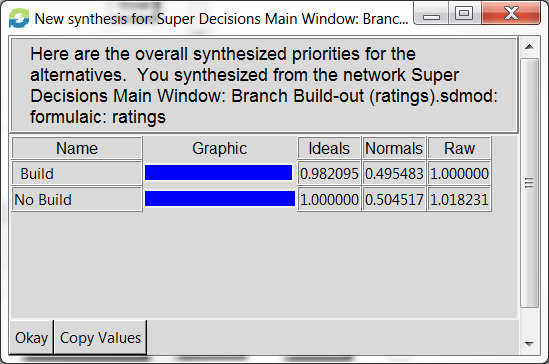 New synthesis for: Super Decisions Main Window: Branc...
Here are the overall synthesized priorities for the
alternatives. You synthesized from the network Super
Decisions Main Window: Branch Build-out (ratings).sdmod:
formulaic: ratings
Name Graphic Ideals Normals Raw
Build 0.982095 0.495483 1.000000
No Build 1.000000 0.504517 1.018231
Okay Copy Values